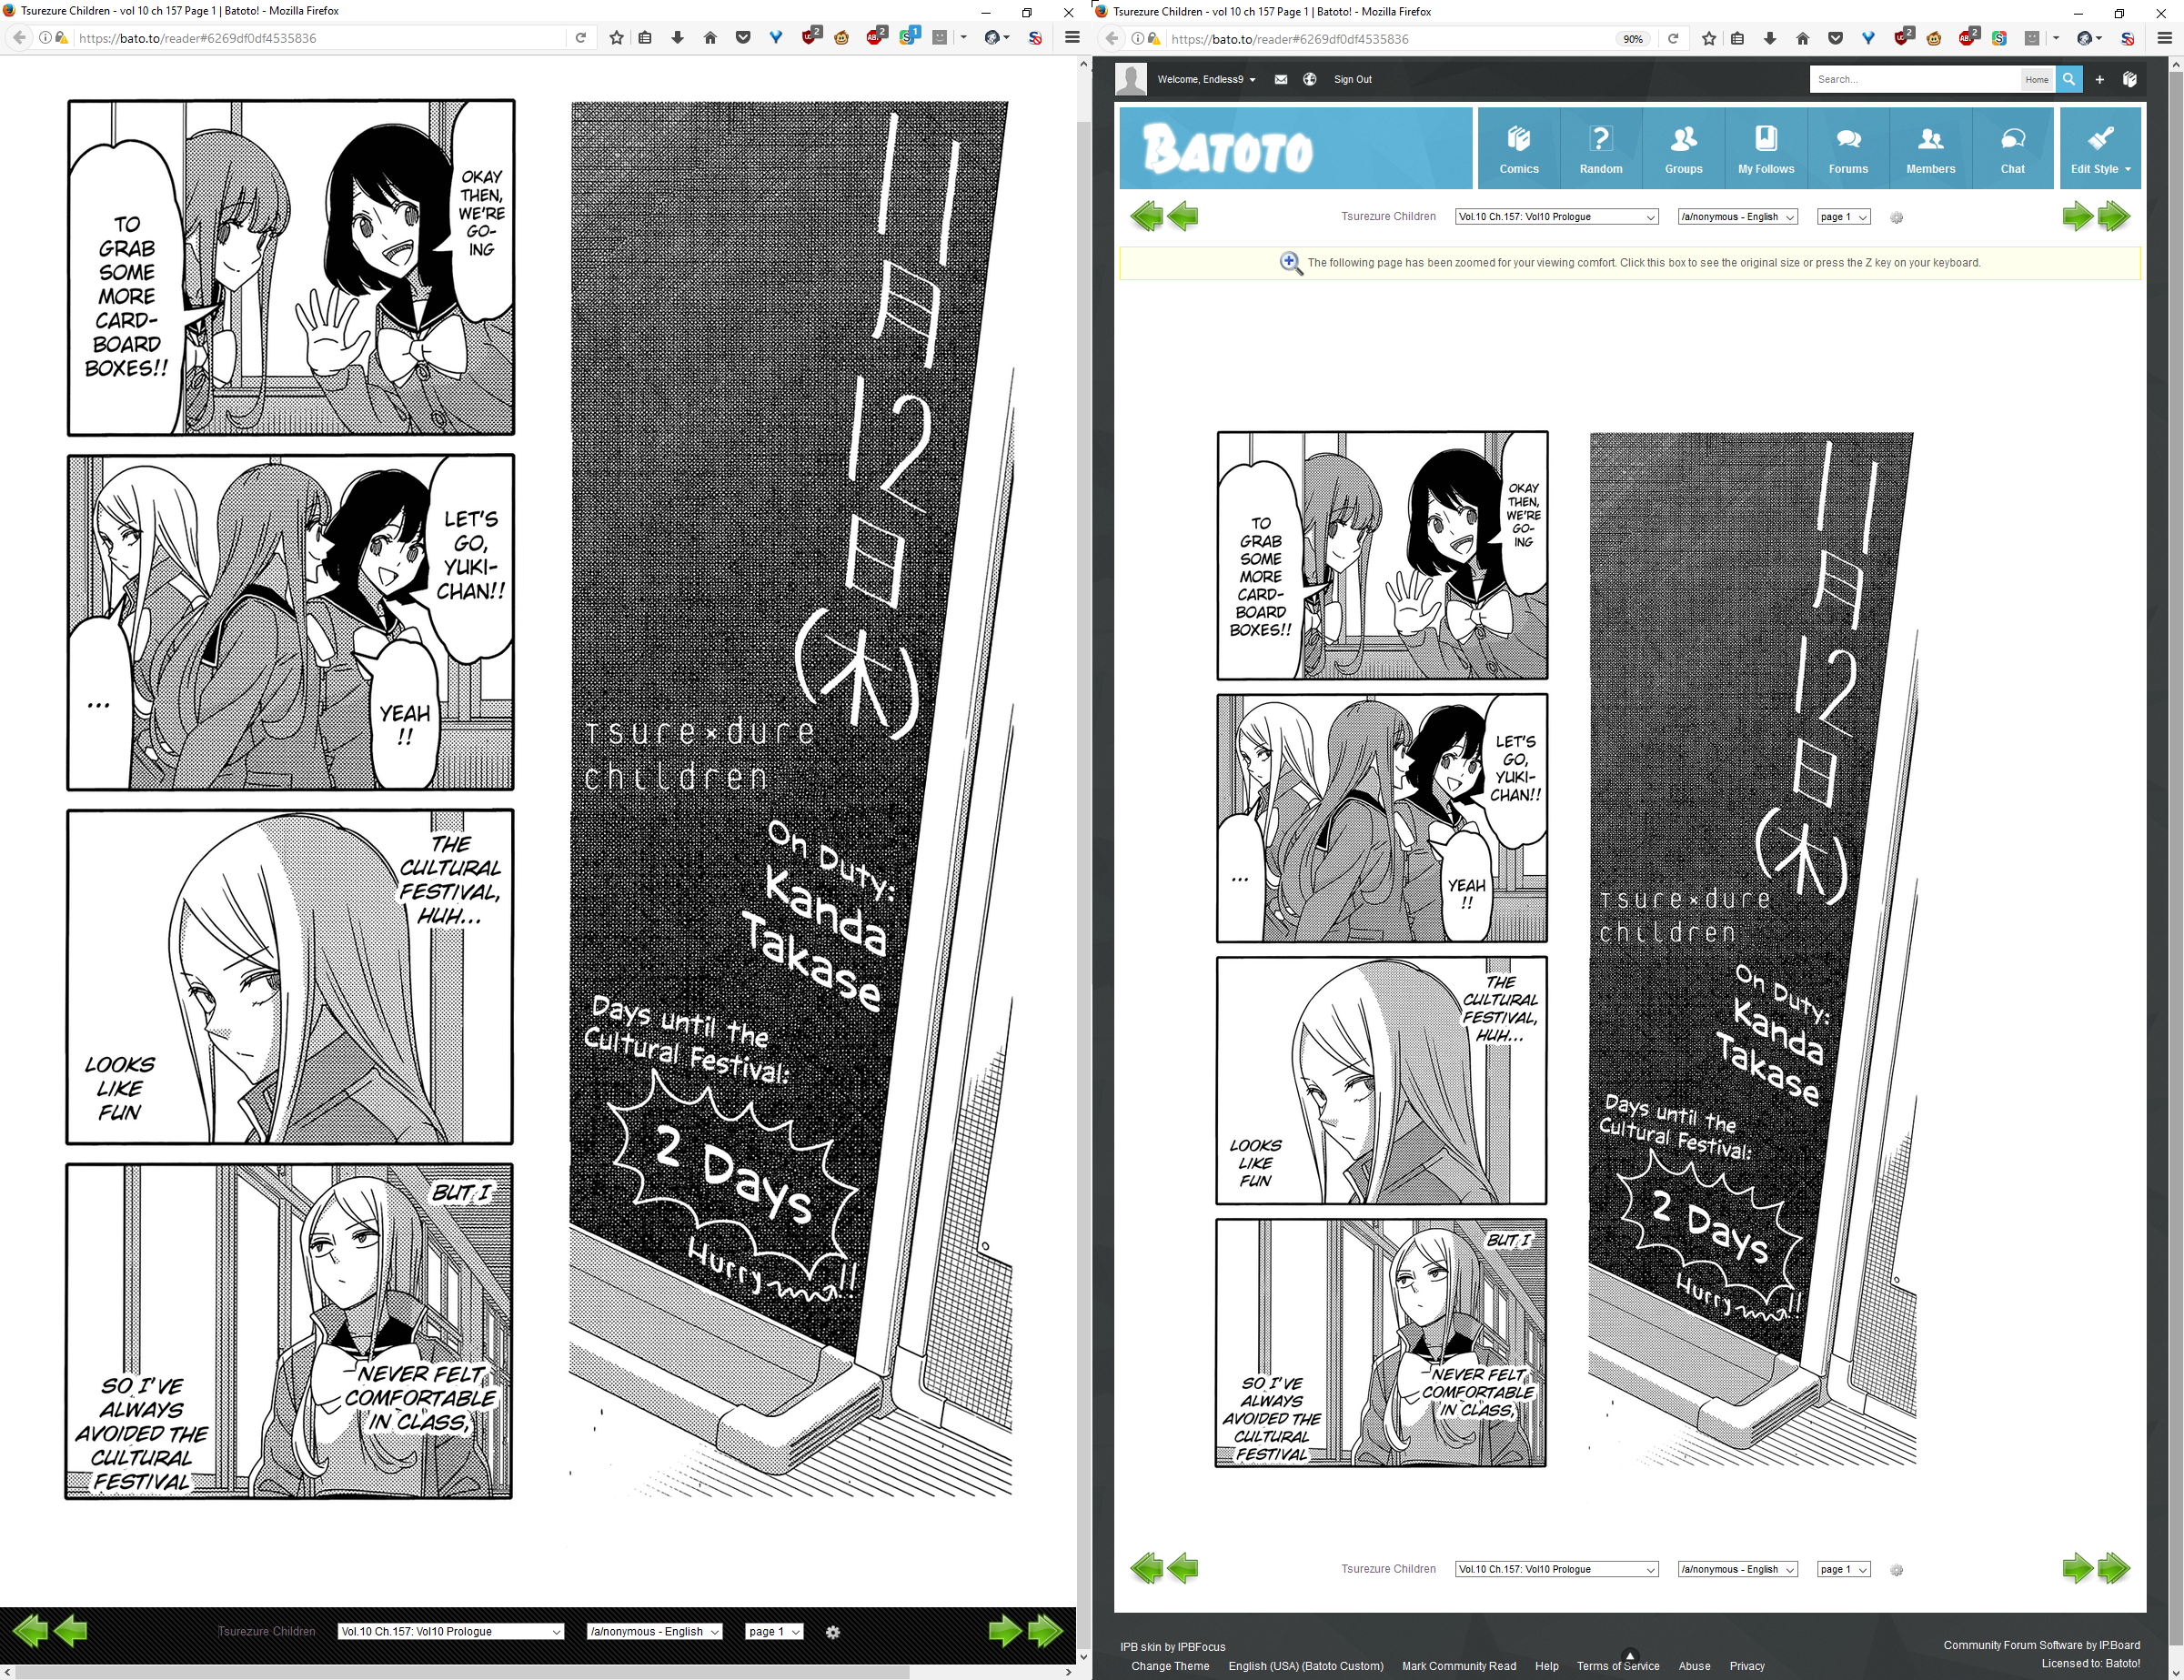 Tsurezure Children - vol 10 ch 157 Page 1 | Batoto! - Mozilla Firefox
https://bato.to/reader#6269df0df4535836
2
2
1
OKAY
THEN,
WE'RE
GO-
ING
TO
GRAB
SOME
MORE
CARD-
BOARD
BOXES!!
LET'S
GO,
YUKI-
CHAN!!
YEAH
!!
...
THE
CULTURAL
FESTIVAL,
HUH...
LOOKS
LIKE
FUN
BUT I
–NEVER FELT
COMFORTABLE
IN CLASS,
SO I'VE
ALWAYS
AVOIDED THE
CULTURAL
FESTIVAL
11月12日(木)
Tsure×dure
children
On Duty:
Kanda
Takase
Days until the
Cultural Festival:
2 Days
Hurry~~!!
Tsurezure Children
Vol.10 Ch.157: Vol10 Prologue
/a/nonymous - English
page 1
Tsurezure Children - vol 10 ch 157 Page 1 | Batoto! - Mozilla Firefox
https://bato.to/reader#6269df0df4535836
90%
2
2
Welcome, Endless9
Sign Out
Search...
Home
BATOTO
Comics
Random
Groups
My Follows
Forums
Members
Chat
Edit Style
Tsurezure Children
Vol.10 Ch.157: Vol10 Prologue
/a/nonymous - English
page 1
The following page has been zoomed for your viewing comfort. Click this box to see the original size or press the Z key on your keyboard.
OKAY
THEN,
WE'RE
GO-
ING
TO
GRAB
SOME
MORE
CARD-
BOARD
BOXES!!
LET'S
GO,
YUKI-
CHAN!!
YEAH
!!
...
THE
CULTURAL
FESTIVAL,
HUH...
LOOKS
LIKE
FUN
BUT I
–NEVER FELT
COMFORTABLE
IN CLASS,
SO I'VE
ALWAYS
AVOIDED THE
CULTURAL
FESTIVAL
11月12日(木)
Tsure×dure
children
On Duty:
Kanda
Takase
Days until the
Cultural Festival:
2 Days
Hurry~~!!
Tsurezure Children
Vol.10 Ch.157: Vol10 Prologue
/a/nonymous - English
page 1
IPB skin by IPBFocus
Community Forum Software by IP.Board
Change Theme
English (USA) (Batoto Custom)
Mark Community Read
Help
Terms of Service
Abuse
Privacy
Licensed to: Batoto!